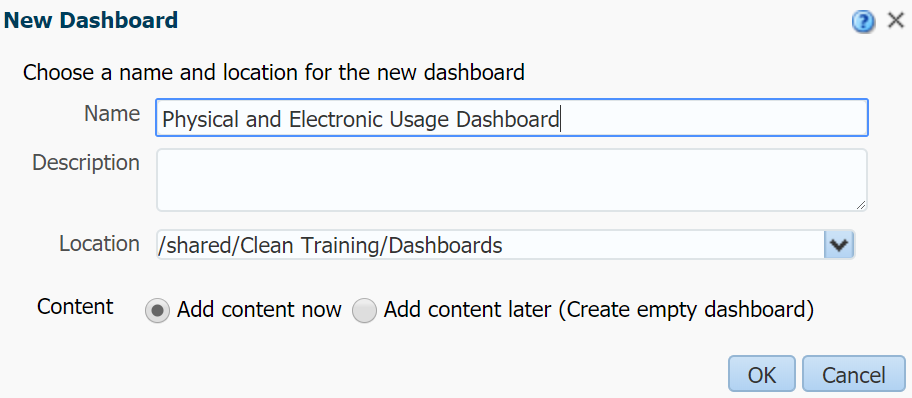 New Dashboard
Choose a name and location for the new dashboard
Name Physical and Electronic Usage Dashboard
Description
Location /shared/Clean Training/Dashboards
Content Add content now Add content later (Create empty dashboard)
OK Cancel